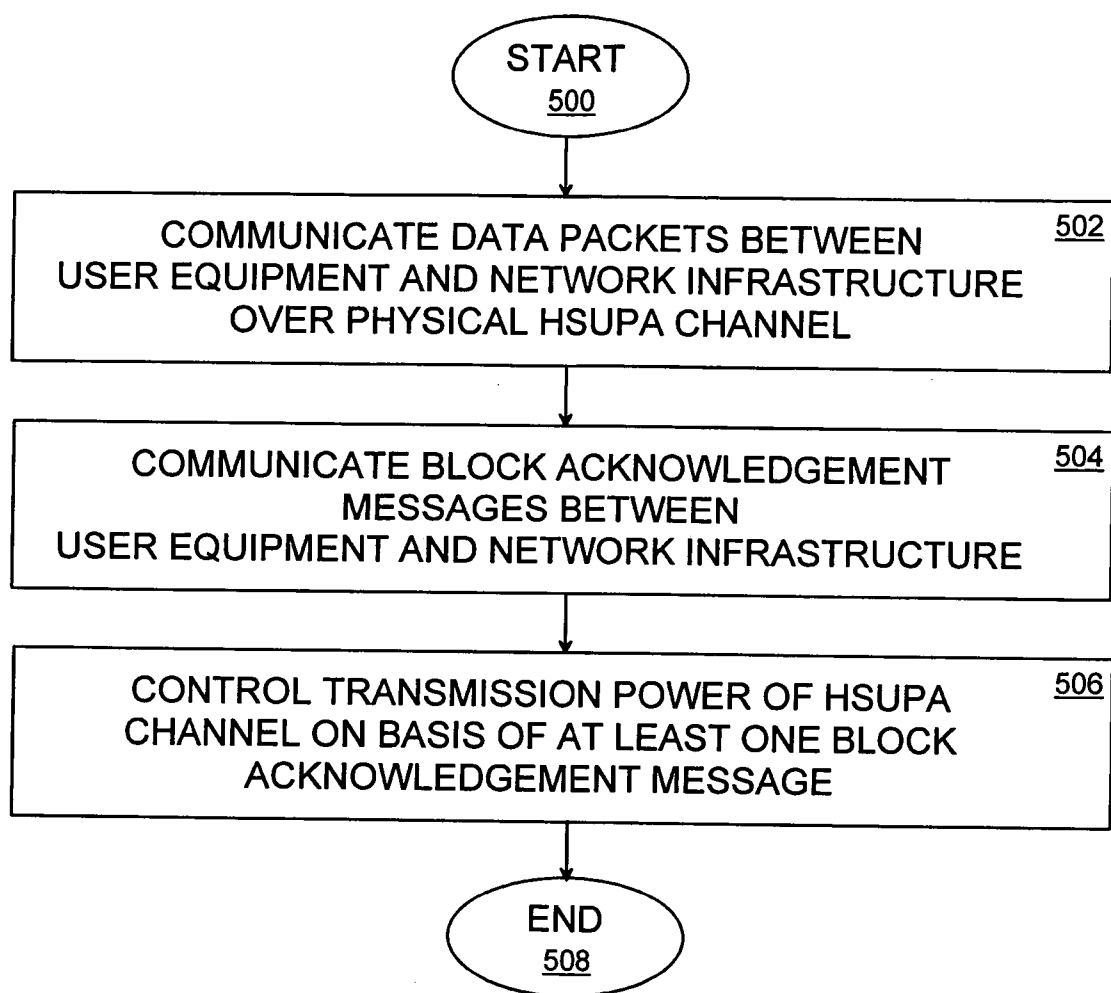 START
500
502
COMMUNICATE DATA PACKETS BETWEEN
USER EQUIPMENT AND NETWORK INFRASTRUCTURE
OVER PHYSICAL HSUPA CHANNEL
504
COMMUNICATE BLOCK ACKNOWLEDGEMENT
MESSAGES BETWEEN
USER EQUIPMENT AND NETWORK INFRASTRUCTURE
506
CONTROL TRANSMISSION POWER OF HSUPA
CHANNEL ON BASIS OF AT LEAST ONE BLOCK
ACKNOWLEDGEMENT MESSAGE
END
508